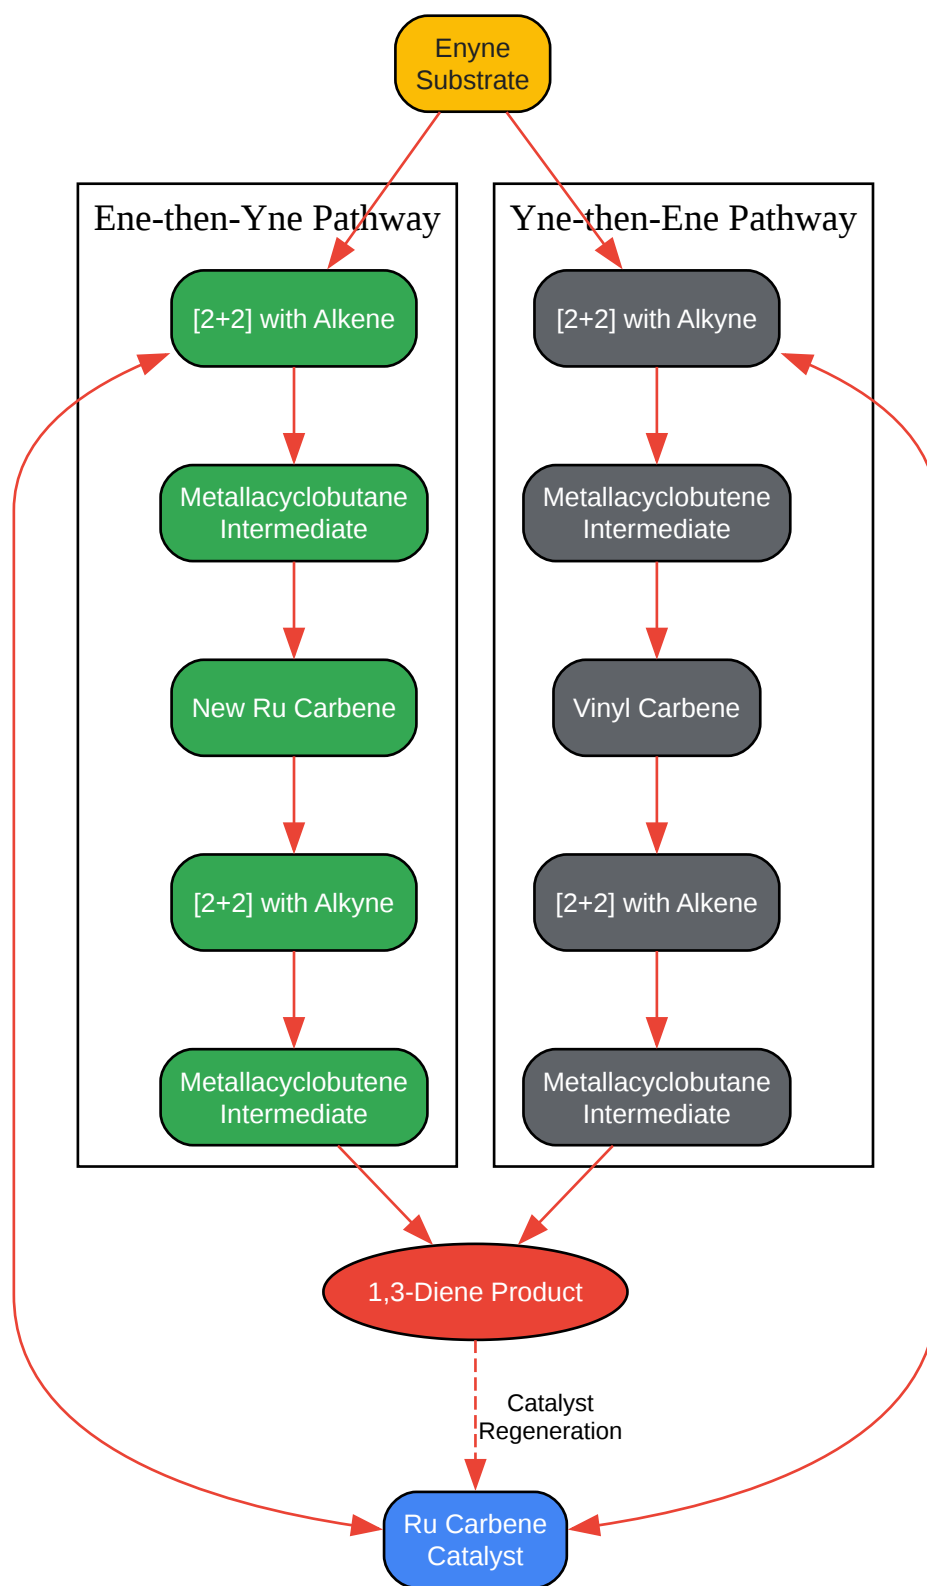 Enyne
Substrate
Ene-then-Yne Pathway
[2+2] with Alkene
Metallacyclobutane
Intermediate
New Ru Carbene
[2+2] with Alkyne
Metallacyclobutene
Intermediate
Yne-then-Ene Pathway
[2+2] with Alkyne
Metallacyclobutene
Intermediate
Vinyl Carbene
[2+2] with Alkene
Metallacyclobutane
Intermediate
1,3-Diene Product
Catalyst
Regeneration
Ru Carbene
Catalyst